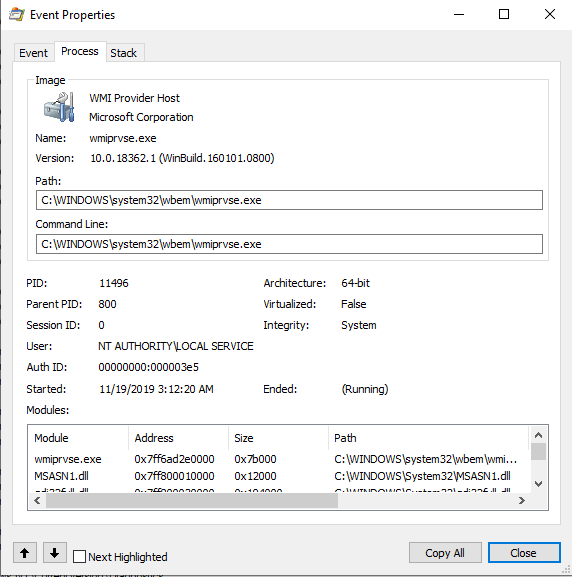 Event Properties
Event Process Stack
Image
WMI Provider Host
Microsoft Corporation
Name: wmiprvse.exe
Version: 10.0.18362.1 (WinBuild.160101.0800)
Path:
C:\WINDOWS\system32\wbem\wmiprvse.exe
Command Line:
C:\WINDOWS\system32\wbem\wmiprvse.exe
PID: 11496 Architecture: 64-bit
Parent PID: 800 Virtualized: False
Session ID: 0 Integrity: System
User: NT AUTHORITY\LOCAL SERVICE
Auth ID: 00000000:000003e5
Started: 11/19/2019 3:12:20 AM Ended: (Running)
Modules:
Module Address Size Path
wmiprvse.exe 0x7ff6ad2e0000 0x7b000 C:\WINDOWS\system32\wbem\wmi...
MSASN1.dll 0x7ff800010000 0x12000 C:\WINDOWS\System32\MSASN1.dll
Next Highlighted Copy All Close